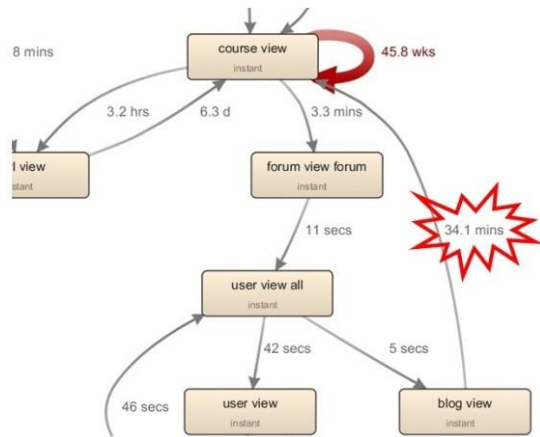 course view
instant
8 mins
45.8 wks
3.2 hrs
6.3 d
3.3 mins
l view
stant
forum view forum
instant
11 secs
34.1 mins
user view all
instant
42 secs
5 secs
46 secs
user view
instant
blog view
instant